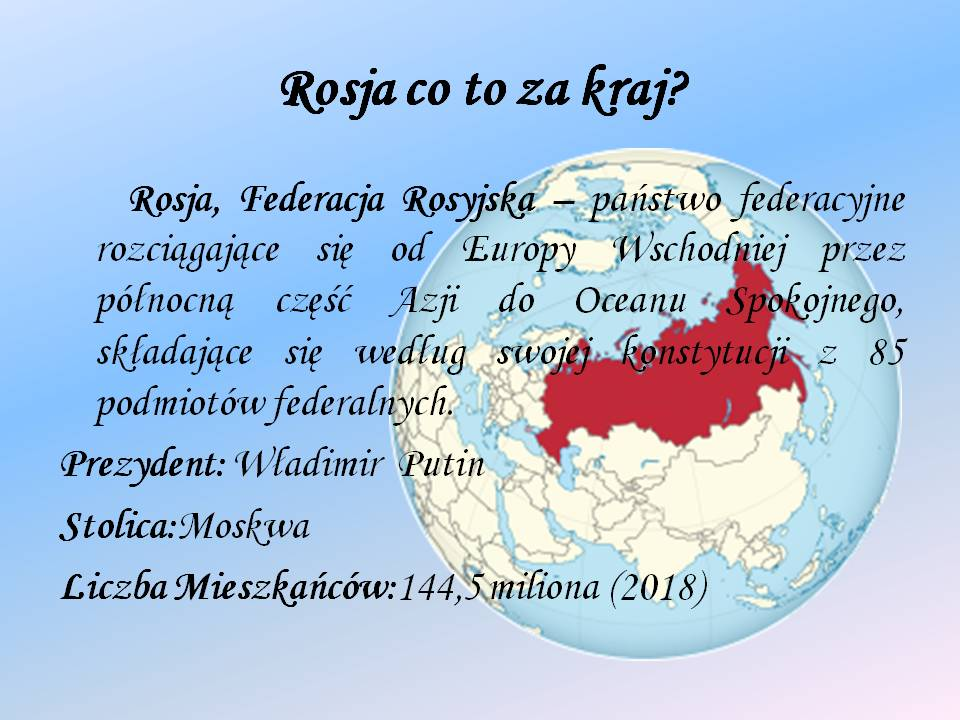 Rosja co to za kraj?
Rosja, Federacja Rosyjska – państwo federacyjne
rozciągające się od Europy Wschodniej przez
północną część Azji do Oceanu Spokojnego,
składające się według swojej konstytucji z 85
podmiotów federalnych.
Prezydent: Władimir Putin
Stolica:Moskwa
Liczba Mieszkańców:144,5 miliona (2018)